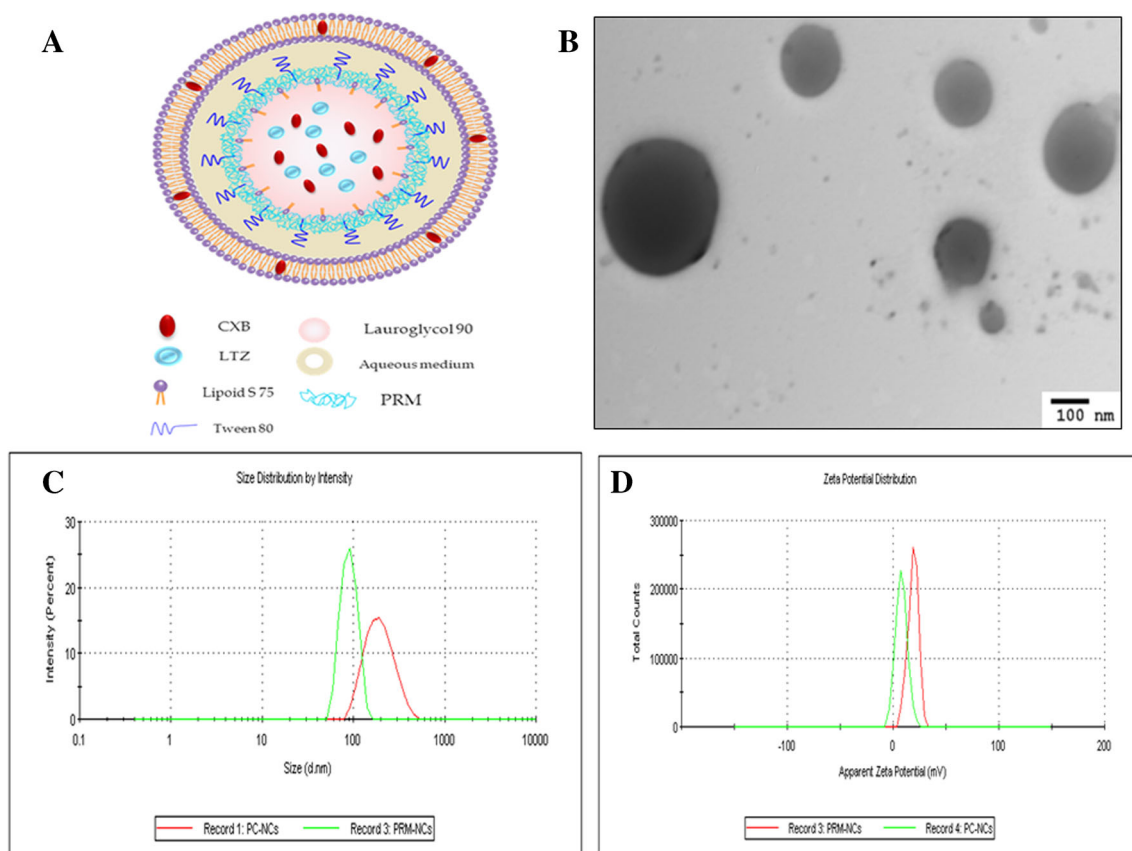 A
CXB
LTZ
Lipoid S 75
Tween 80
Lauroglycol 90
Aqueous medium
PRM
B
100 nm
C
Size Distribution by Intensity
Intensity (Percent)
30
20
10
0
0.1 1 10 100 1000 10000
Size (d.nm)
Record 1: PC-NCs Record 3: PRM-NCs
D
Zeta Potential Distribution
Total Counts
300000
200000
100000
0
-100 0 100 200
Apparent Zeta Potential (mV)
Record 3: PRM-NCs Record 4: PC-NCs